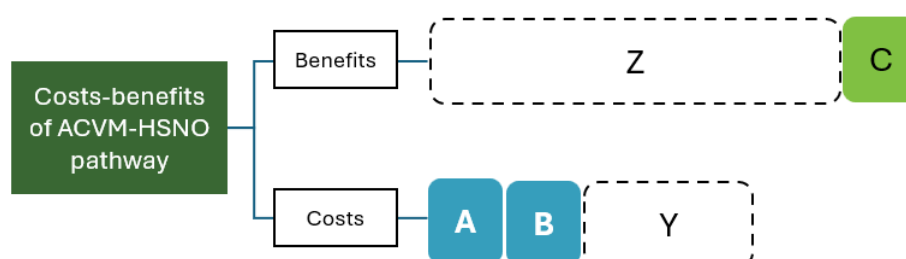 Benefits
Z
C
Costs-benefits
of ACVM-HSNO
pathway
Costs
A
B
Y